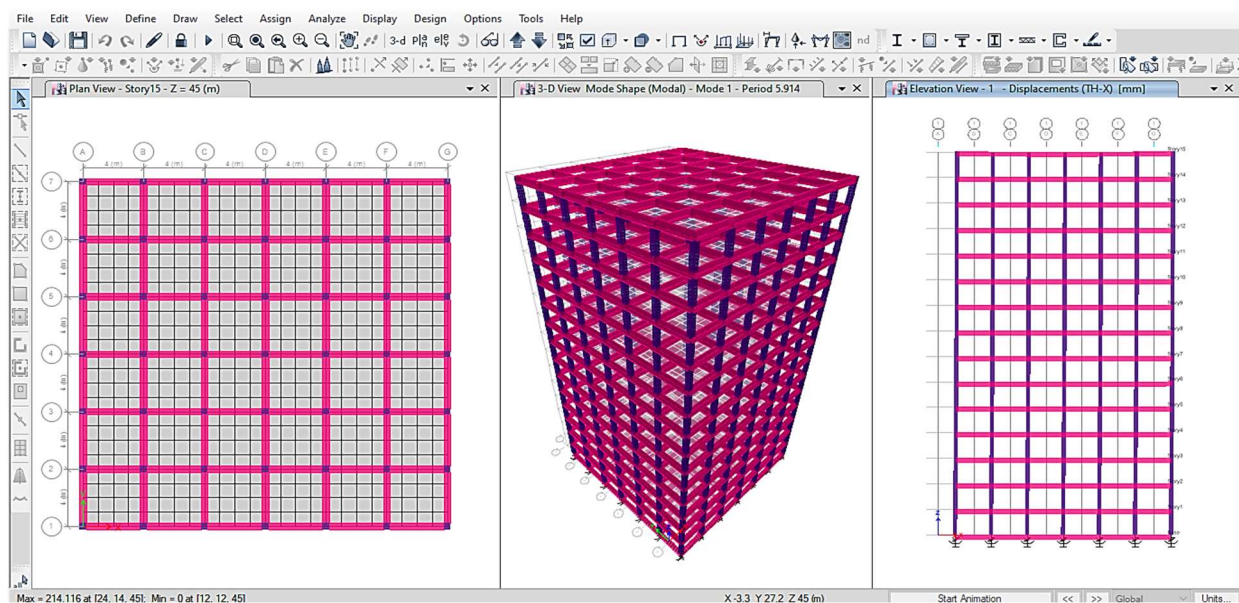 File Edit View Define Draw Select Assign Analyze Display Design Options Tools Help
3-d nd
Plan View - Story15 - Z = 45 (m)
3-D View Mode Shape (Modal) - Mode 1 - Period 5.914
Elevation View - 1 - Displacements (TH-X) [mm]
A B C D E F G
4 (m) 4 (m) 4 (m) 4 (m) 4 (m) 4 (m)
7
6
5
4
3
2
1
X
Story15
Story14
Story13
Story12
Story11
Story10
Story9
Story8
Story7
Story6
Story5
Story4
Story3
Story2
Story1
Base
Z
Max = 214.116 at [24, 14, 45]; Min = 0 at [12, 12, 45]
X -3.3 Y 27.2 Z 45 (m)
Start Animation << >> Global Units...